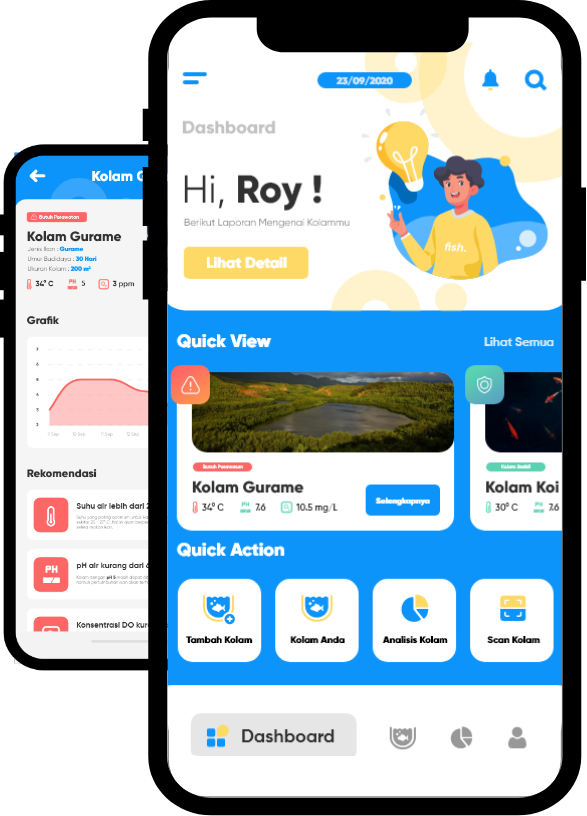 23/09/2020
Dashboard
Hi, Roy !
Berikut Laporan Mengenai Kolammu
fish.
Lihat Detail
Quick View
Lihat Semua
Butuh Perawatan
Kolam Gurame
34° C
PH
7.6
10.5 mg/L
Selengkapnya
Kolam Stabil
Kolam Koi
30° C
PH
7.6
Quick Action
Tambah Kolam
Kolam Anda
Analisis Kolam
Scan Kolam
Dashboard
Kolam G
Butuh Perawatan
Kolam Gurame
Jenis Ikan : Gurame
Umur Budidaya : 30 Hari
Ukuran Kolam : 200 m²
34° C
PH
5
3 ppm
Grafik
Rekomendasi
Suhu air lebih dari 2
PH
pH air kurang dari 6
Konsentrasi DO kur